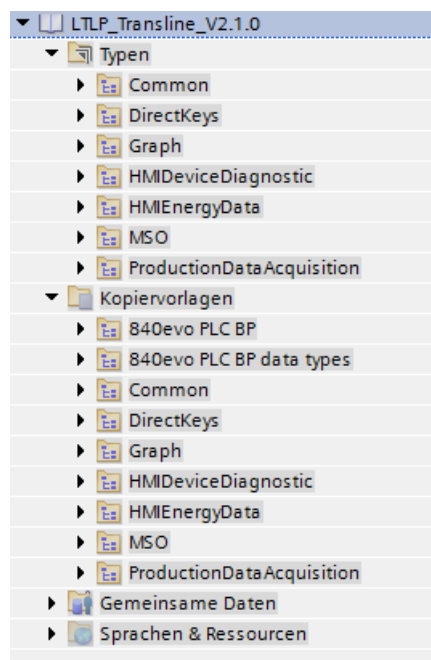 LTLP_Transline_V2.1.0
Typen
Common
DirectKeys
Graph
HMIDeviceDiagnostic
HMIEnergyData
MSO
ProductionDataAcquisition
Kopiervorlagen
840evo PLC BP
840evo PLC BP data types
Common
DirectKeys
Graph
HMIDeviceDiagnostic
HMIEnergyData
MSO
ProductionDataAcquisition
Gemeinsame Daten
Sprachen & Ressourcen